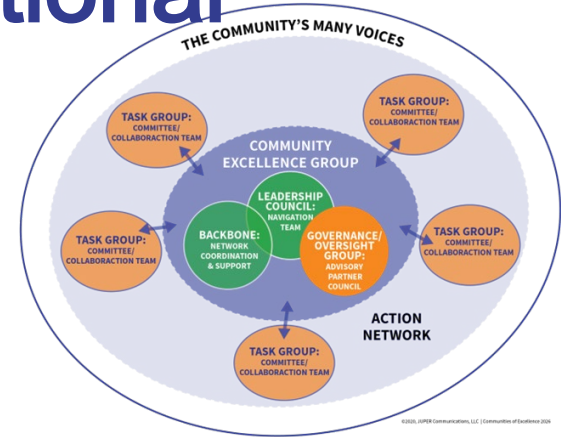 tional
THE COMMUNITY'S MANY VOICES
TASK GROUP:
COMMITTEE/
COLLABORACTION TEAM
TASK GROUP:
COMMITTEE/
COLLABORACTION TEAM
COMMUNITY
EXCELLENCE GROUP
LEADERSHIP
COUNCIL:
NAVIGATION
TEAM
BACKBONE:
NETWORK
COORDINATION
& SUPPORT
GOVERNANCE/
OVERSIGHT
GROUP:
ADVISORY
PARTNER
COUNCIL
TASK GROUP:
COMMITTEE/
COLLABORACTION TEAM
TASK GROUP:
COMMITTEE/
COLLABORACTION TEAM
ACTION
NETWORK
TASK GROUP:
COMMITTEE/
COLLABORACTION TEAM
©2020, JUPER Communications, LLC | Communities of Excellence 2026